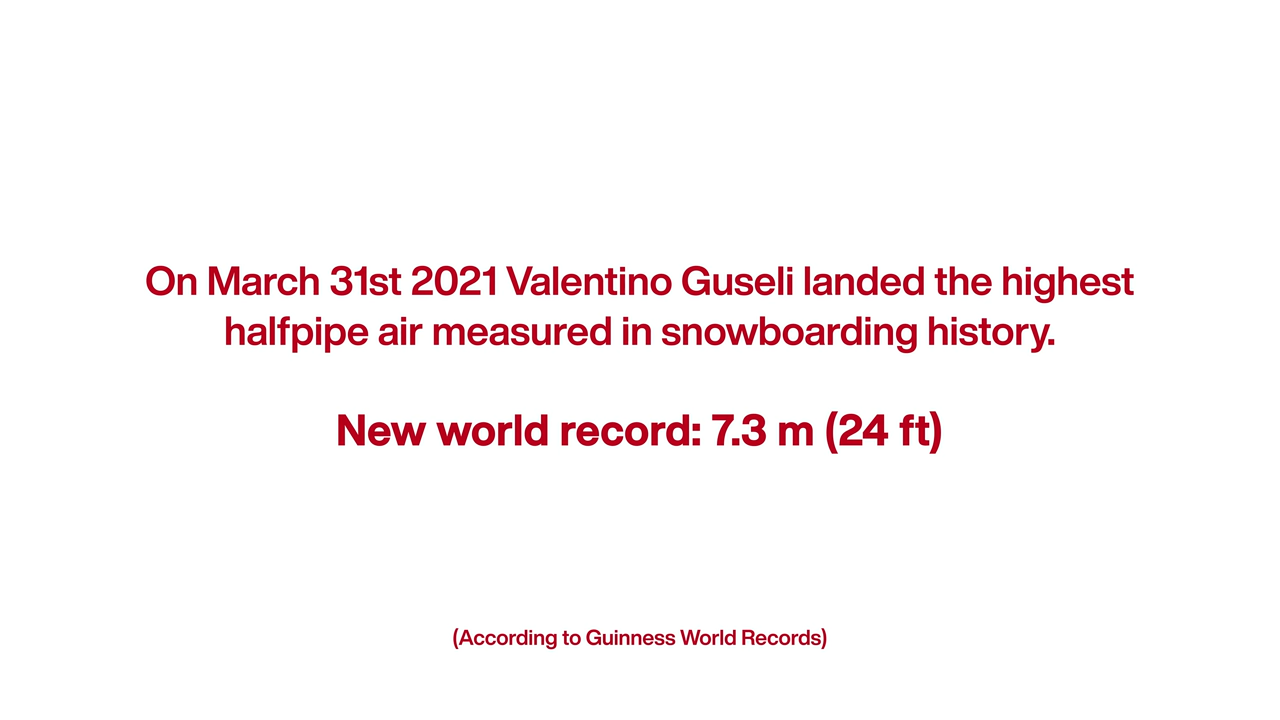 On March 31st 2021 Valentino Guseli landed the highest
halfpipe air measured in snowboarding history.
New world record: 7.3 m (24 ft)
(According to Guinness World Records)